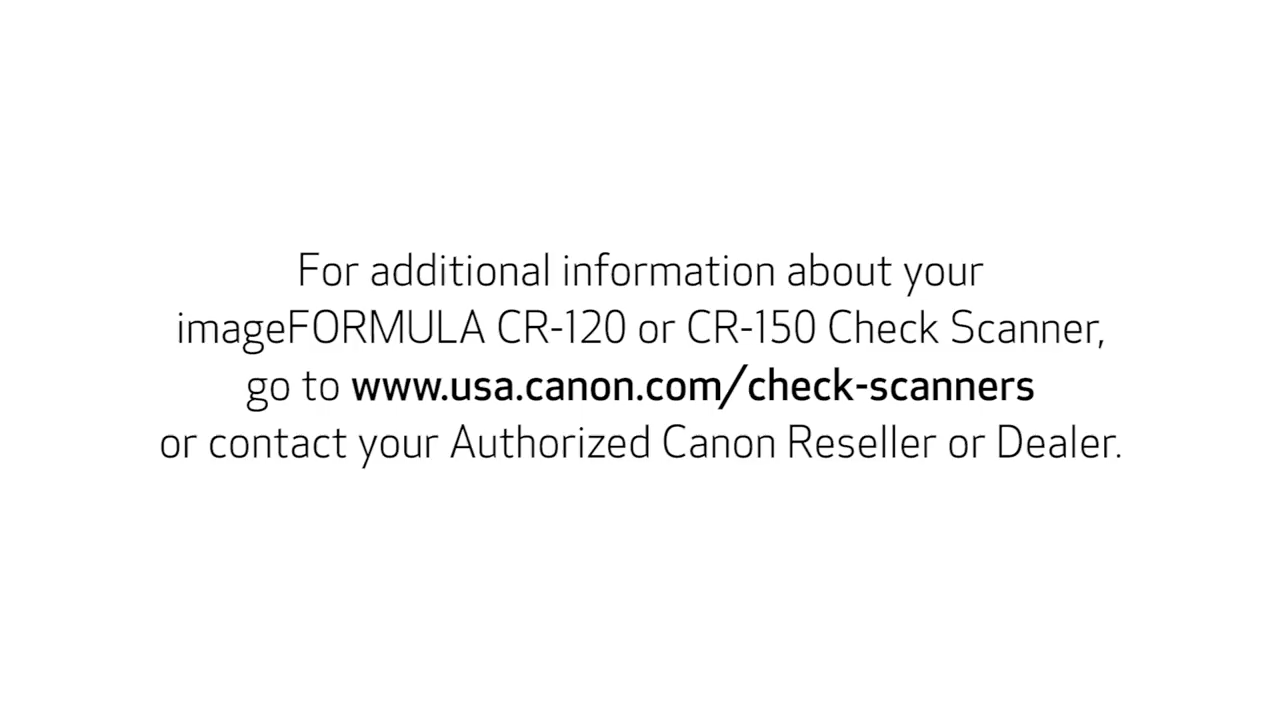 For additional information about your
imageFORMULA CR-120 or CR-150 Check Scanner,
go to www.usa.canon.com/check-scanners
or contact your Authorized Canon Reseller or Dealer.